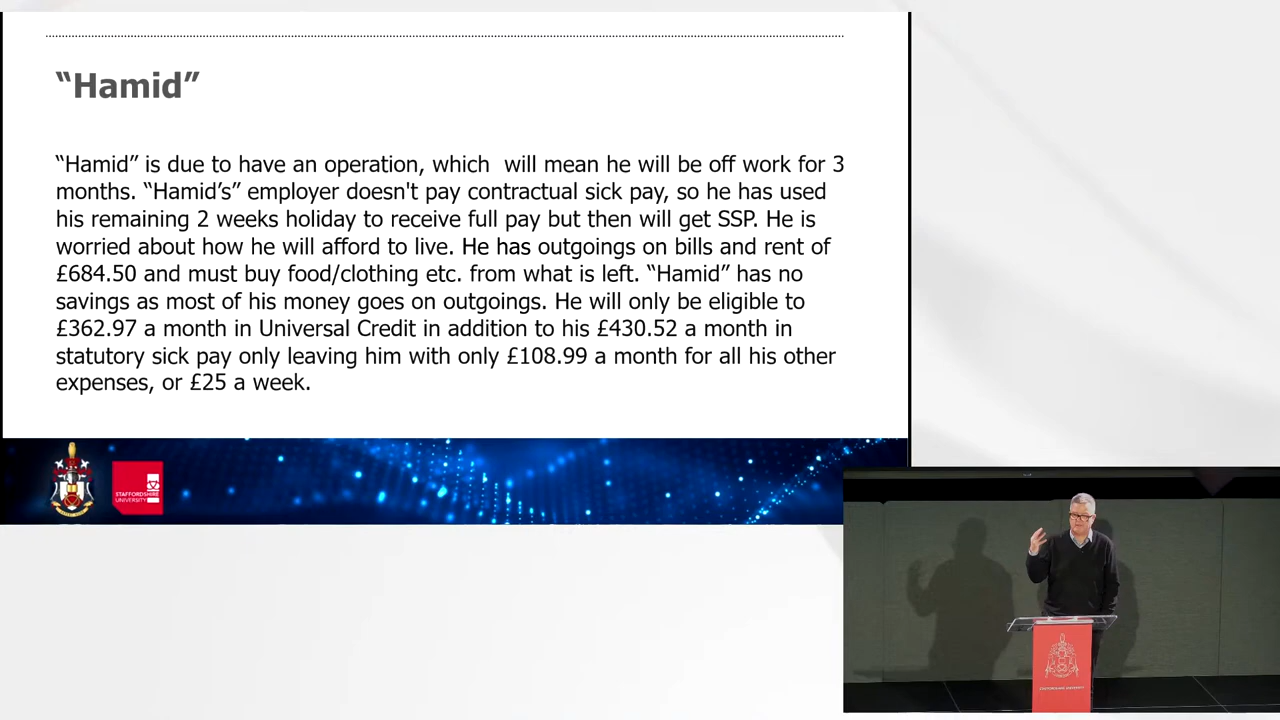 “Hamid”
“Hamid” is due to have an operation, which  will mean he will be off work for 3
months. “Hamid’s” employer doesn't pay contractual sick pay, so he has used
his remaining 2 weeks holiday to receive full pay but then will get SSP. He is
worried about how he will afford to live. He has outgoings on bills and rent of
£684.50 and must buy food/clothing etc. from what is left. “Hamid” has no
savings as most of his money goes on outgoings. He will only be eligible to
£362.97 a month in Universal Credit in addition to his £430.52 a month in
statutory sick pay only leaving him with only £108.99 a month for all his other
expenses, or £25 a week.
STAFFORDSHIRE
UNIVERSITY
STAFFORDSHIRE UNIVERSITY